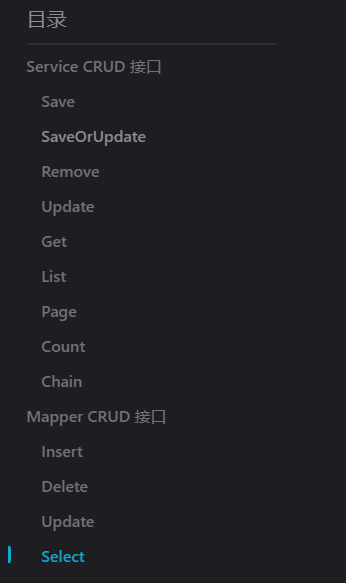 目录
Service CRUD 接口
Save
SaveOrUpdate
Remove
Update
Get
List
Page
Count
Chain
Mapper CRUD 接口
Insert
Delete
Update
Select